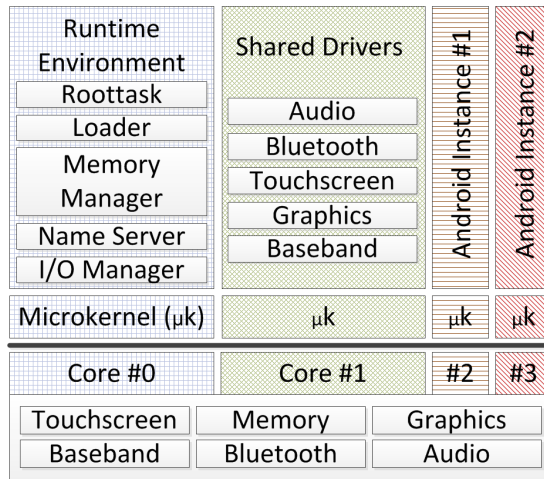 Runtime
Environment
Roottask
Loader
Memory
Manager
Name Server
I/O Manager
Shared Drivers
Audio
Bluetooth
Touchscreen
Graphics
Baseband
Android Instance #1
Android Instance #2
Microkernel (µk)
µk
µk
µk
Core #0
Core #1
#2
#3
Touchscreen
Memory
Graphics
Baseband
Bluetooth
Audio